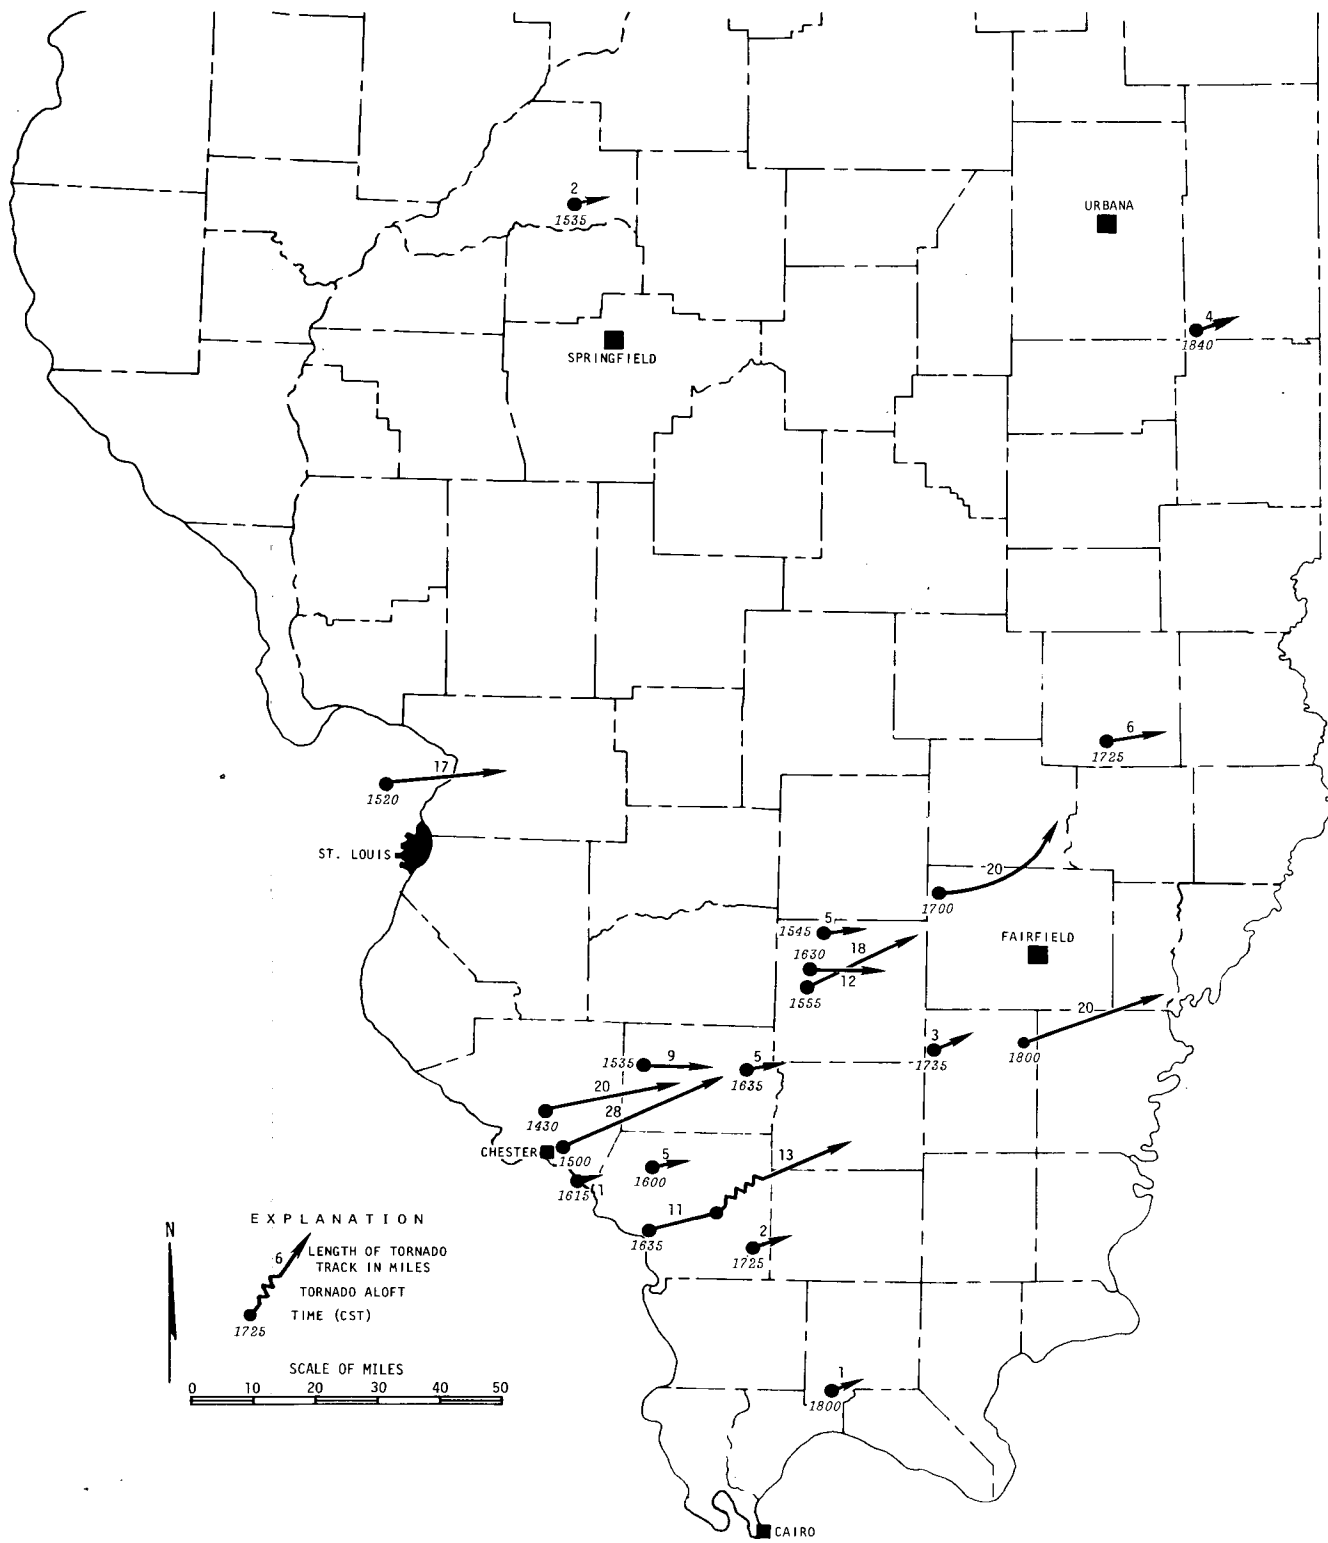 2
1535
URBANA
SPRINGFIELD
4
1840
6
1725
17
1520
ST. LOUIS
20
1700
5
1545
18
1630
12
1555
FAIRFIELD
20
1800
3
1735
1535
9
5
1635
20
1430
28
CHESTER
1500
5
1600
1615
1
13
11
1635
2
1725
N
EXPLANATION
6
LENGTH OF TORNADO
TRACK IN MILES
TORNADO ALOFT
TIME (CST)
1725
SCALE OF MILES
0 10 20 30 40 50
1
1800
CAIRO